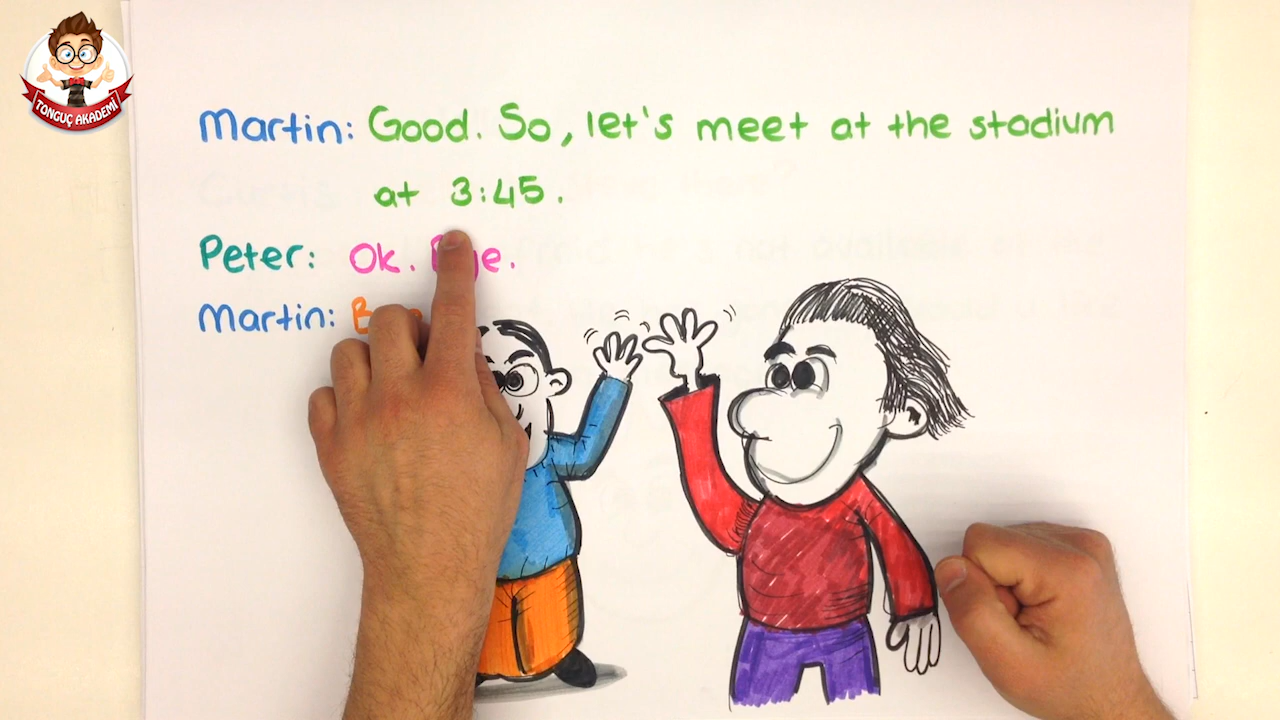 TONGUÇ AKADEMİ
Martin: Good. So, let's meet at the stadium
at 3:45.
Peter: Ok.
Martin: